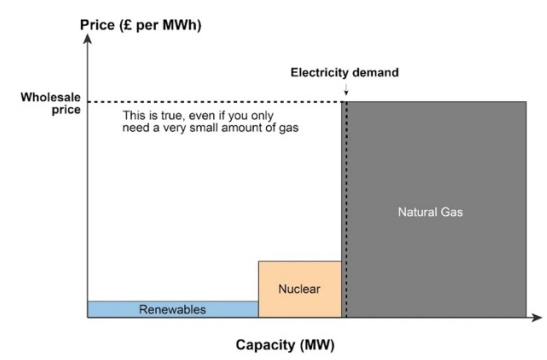 Price (£ per MWh)
Electricity demand
Wholesale
price
This is true, even if you only
need a very small amount of gas
Natural Gas
Nuclear
Renewables
Capacity (MW)